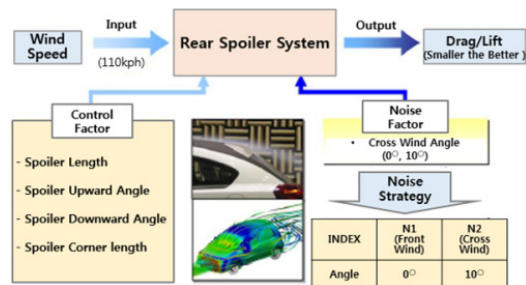 Wind
Speed
Input
(110kph)
Rear Spoiler System
Output
Drag/Lift
(Smaller the Better )
Control
Factor
- Spoiler Length
- Spoiler Upward Angle
- Spoiler Downward Angle
- Spoiler Corner length
Noise
Factor
• Cross Wind Angle
(0°, 10°)
Noise
Strategy
INDEX
N1
(Front
Wind)
N2
(Cross
Wind)
Angle
0°
10°